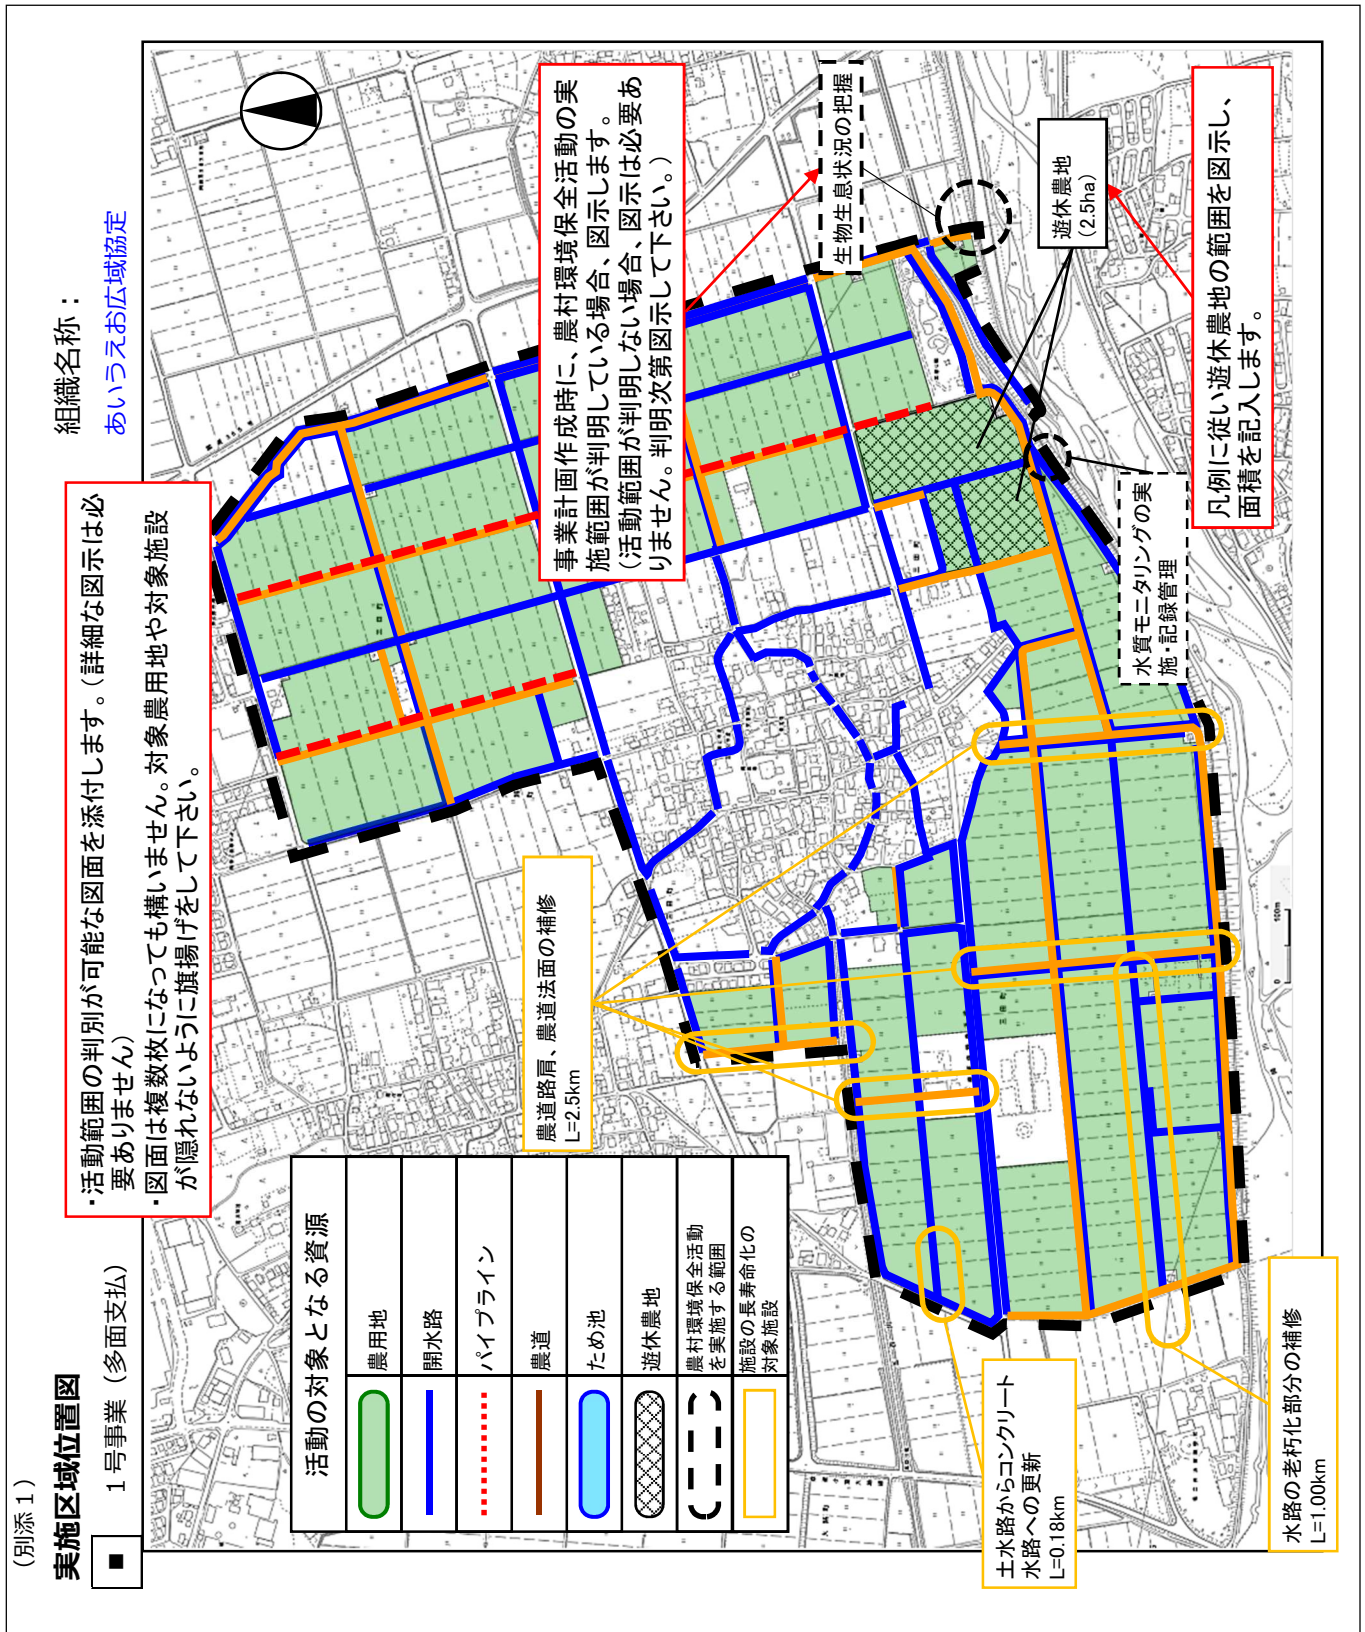 （別添１）
実施区域位置図
■
１号事業（多面支払）
組織名称：
あいうえお広域協定
・活動範囲の判別が可能な図面を添付します。（詳細な図示は必
要ありません）
・図面は複数枚になっても構いません。対象農用地や対象施設
が隠れないように旗揚げをして下さい。
活動の対象となる資源
農用地
開水路
パイプライン
農道
ため池
遊休農地
農村環境保全活動
を実施する範囲
施設の長寿命化の
対象施設
農道路肩、農道法面の補修
L=2.5km
事業計画作成時に、農村環境保全活動の実
施範囲が判明している場合、図示します。
（活動範囲が判明しない場合、図示は必要あ
りません。判明次第図示して下さい。）
生物生息状況の把握
遊休農地
（2.5ha）
凡例に従い遊休農地の範囲を図示し、
面積を記入します。
水質モニタリングの実
施・記録管理
土水路からコンクリート
水路への更新
L=0.18km
水路の老朽化部分の補修
L=1.00km
0 100m